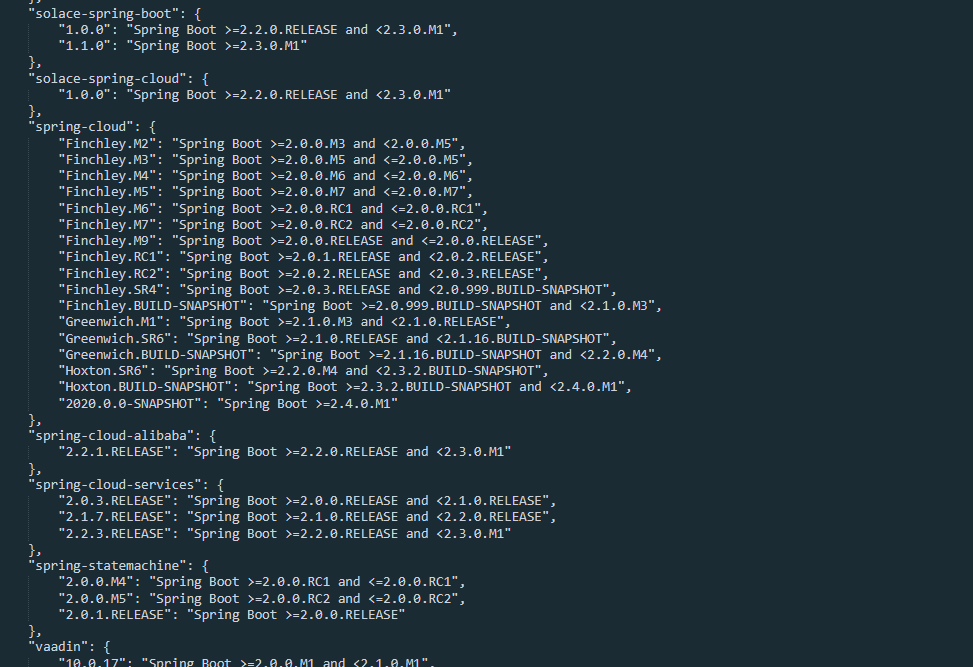 },
"solace-spring-boot": {
"1.0.0": "Spring Boot >=2.2.0.RELEASE and <2.3.0.M1",
"1.1.0": "Spring Boot >=2.3.0.M1"
},
"solace-spring-cloud": {
"1.0.0": "Spring Boot >=2.2.0.RELEASE and <2.3.0.M1"
},
"spring-cloud": {
"Finchley.M2": "Spring Boot >=2.0.0.M3 and <2.0.0.M5",
"Finchley.M3": "Spring Boot >=2.0.0.M5 and <=2.0.0.M5",
"Finchley.M4": "Spring Boot >=2.0.0.M6 and <=2.0.0.M6",
"Finchley.M5": "Spring Boot >=2.0.0.M7 and <=2.0.0.M7",
"Finchley.M6": "Spring Boot >=2.0.0.RC1 and <=2.0.0.RC1",
"Finchley.M7": "Spring Boot >=2.0.0.RC2 and <=2.0.0.RC2",
"Finchley.M9": "Spring Boot >=2.0.0.RELEASE and <=2.0.0.RELEASE",
"Finchley.RC1": "Spring Boot >=2.0.1.RELEASE and <2.0.2.RELEASE",
"Finchley.RC2": "Spring Boot >=2.0.2.RELEASE and <2.0.3.RELEASE",
"Finchley.SR4": "Spring Boot >=2.0.3.RELEASE and <2.0.999.BUILD-SNAPSHOT",
"Finchley.BUILD-SNAPSHOT": "Spring Boot >=2.0.999.BUILD-SNAPSHOT and <2.1.0.M3",
"Greenwich.M1": "Spring Boot >=2.1.0.M3 and <2.1.0.RELEASE",
"Greenwich.SR6": "Spring Boot >=2.1.0.RELEASE and <2.1.16.BUILD-SNAPSHOT",
"Greenwich.BUILD-SNAPSHOT": "Spring Boot >=2.1.16.BUILD-SNAPSHOT and <2.2.0.M4",
"Hoxton.SR6": "Spring Boot >=2.2.0.M4 and <2.3.2.BUILD-SNAPSHOT",
"Hoxton.BUILD-SNAPSHOT": "Spring Boot >=2.3.2.BUILD-SNAPSHOT and <2.4.0.M1",
"2020.0.0-SNAPSHOT": "Spring Boot >=2.4.0.M1"
},
"spring-cloud-alibaba": {
"2.2.1.RELEASE": "Spring Boot >=2.2.0.RELEASE and <2.3.0.M1"
},
"spring-cloud-services": {
"2.0.3.RELEASE": "Spring Boot >=2.0.0.RELEASE and <2.1.0.RELEASE",
"2.1.7.RELEASE": "Spring Boot >=2.1.0.RELEASE and <2.2.0.RELEASE",
"2.2.3.RELEASE": "Spring Boot >=2.2.0.RELEASE and <2.3.0.M1"
},
"spring-statemachine": {
"2.0.0.M4": "Spring Boot >=2.0.0.RC1 and <=2.0.0.RC1",
"2.0.0.M5": "Spring Boot >=2.0.0.RC2 and <=2.0.0.RC2",
"2.0.1.RELEASE": "Spring Boot >=2.0.0.RELEASE"
},
"vaadin": {
"10.0.17": "Spring Boot >=2.0.0.M1 and <2.1.0.M1",